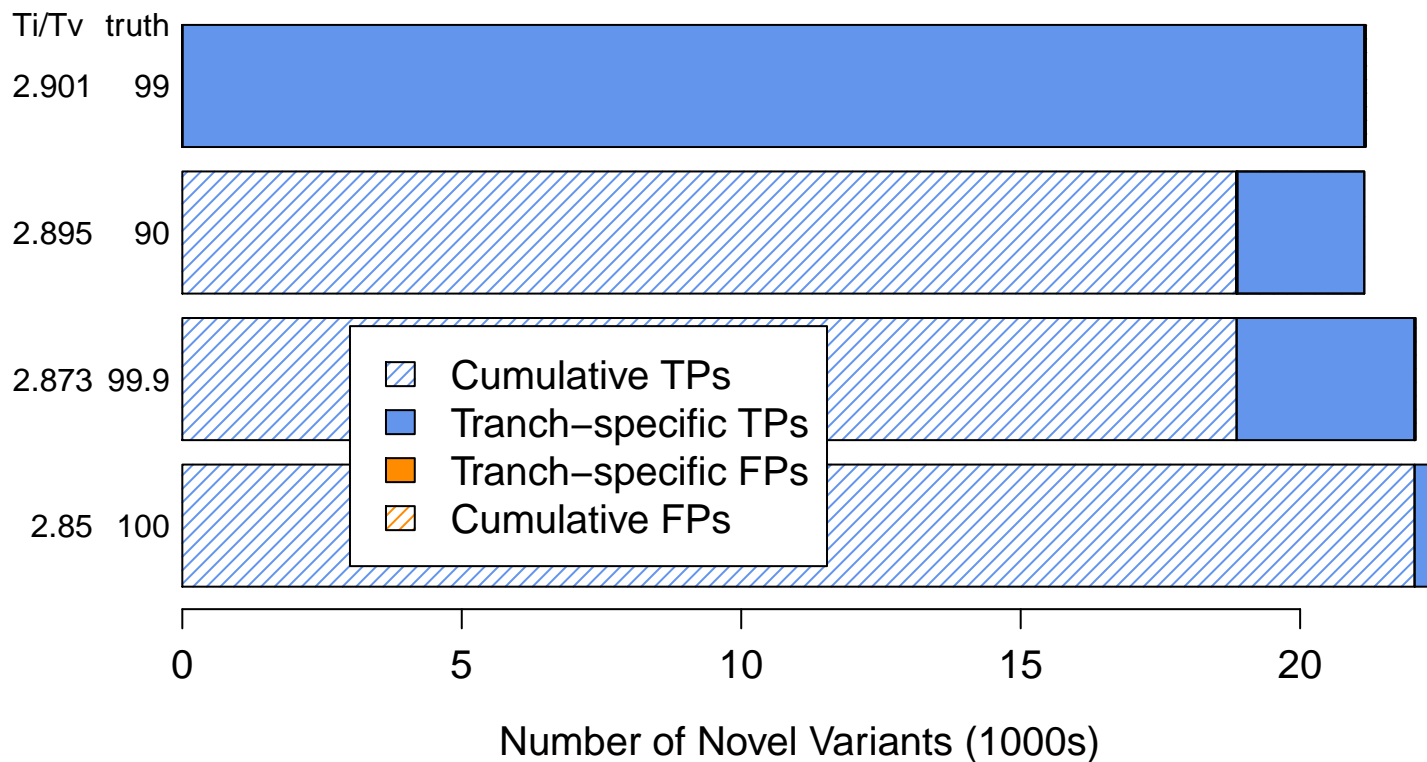 Ti/Tv truth
2.901 99
2.895 90
2.873 99.9
2.85 100
Cumulative TPs
Tranch−specific TPs
Tranch−specific FPs
Cumulative FPs
0 5 10 15 20
Number of Novel Variants (1000s)